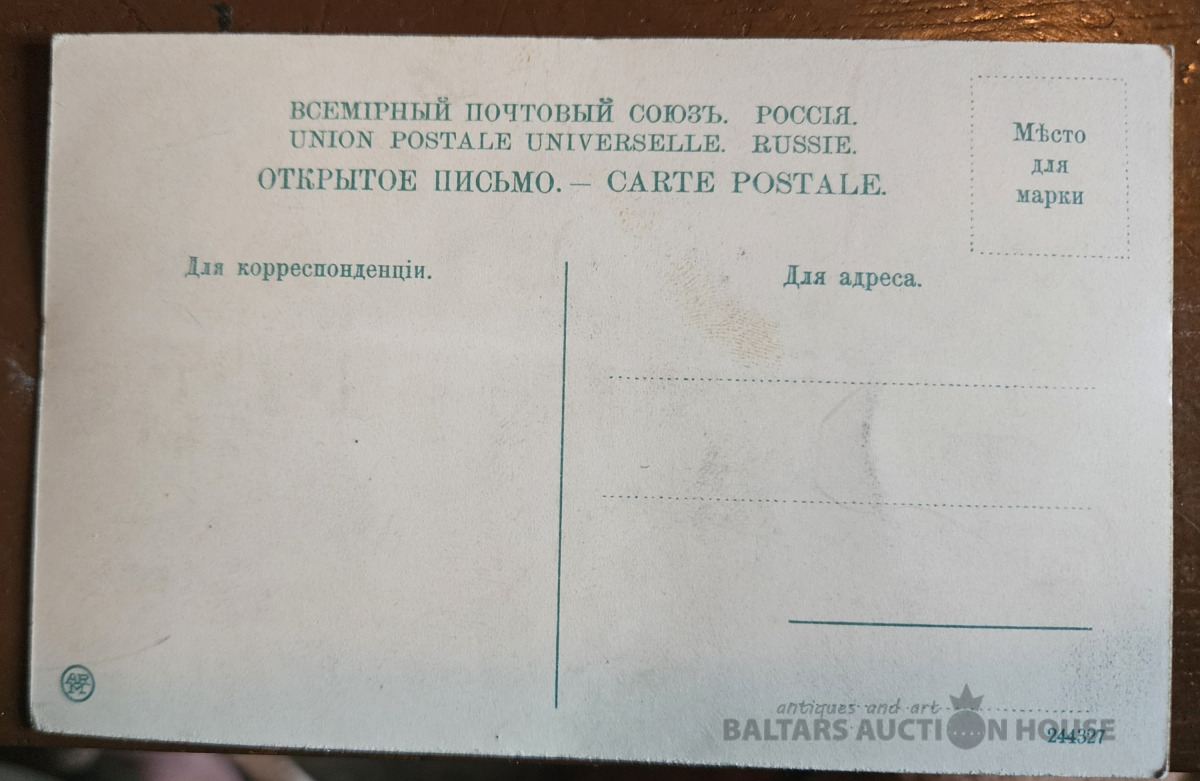 ВСЕМІРНЫЙ ПОЧТОВЫЙ СОЮЗЪ. РОССІЯ.
UNION POSTALE UNIVERSELLE. RUSSIE.
ОТКРЫТОЕ ПИСЬМО. — CARTE POSTALE.
Мѣсто
для
марки
Для корреспонденціи.
Для адреса.
antiques and art
BALTARS AUCTION HOUSE
244327